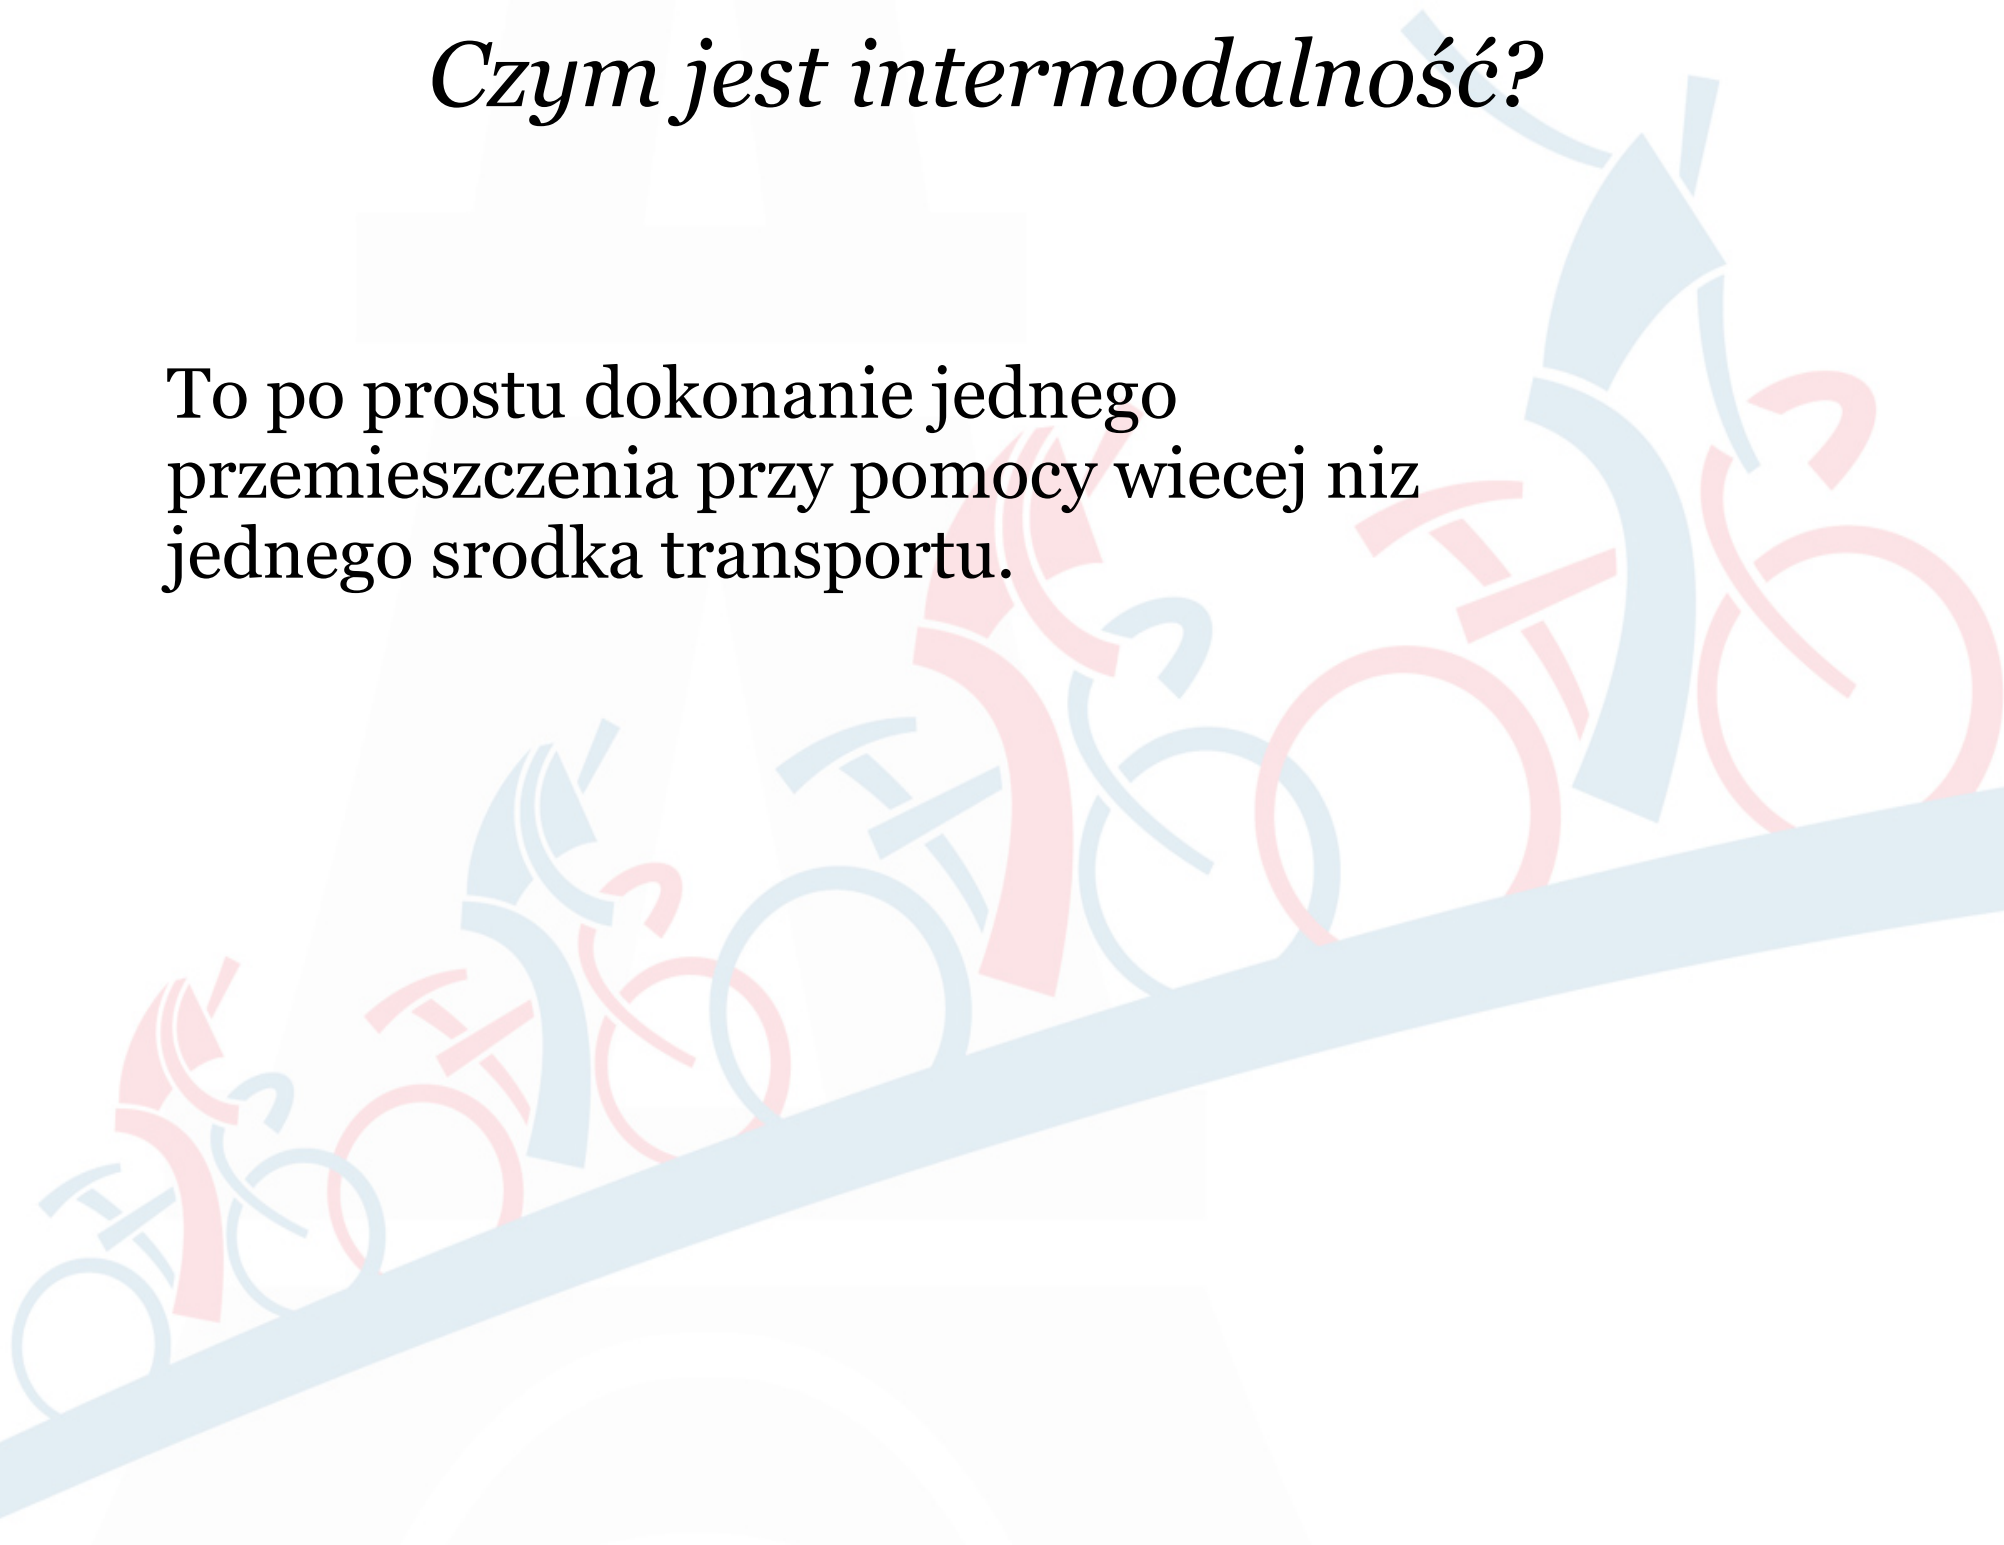 Czym jest intermodalność?
To po prostu dokonanie jednego
przemieszczenia przy pomocy wiecej niz
jednego srodka transportu.